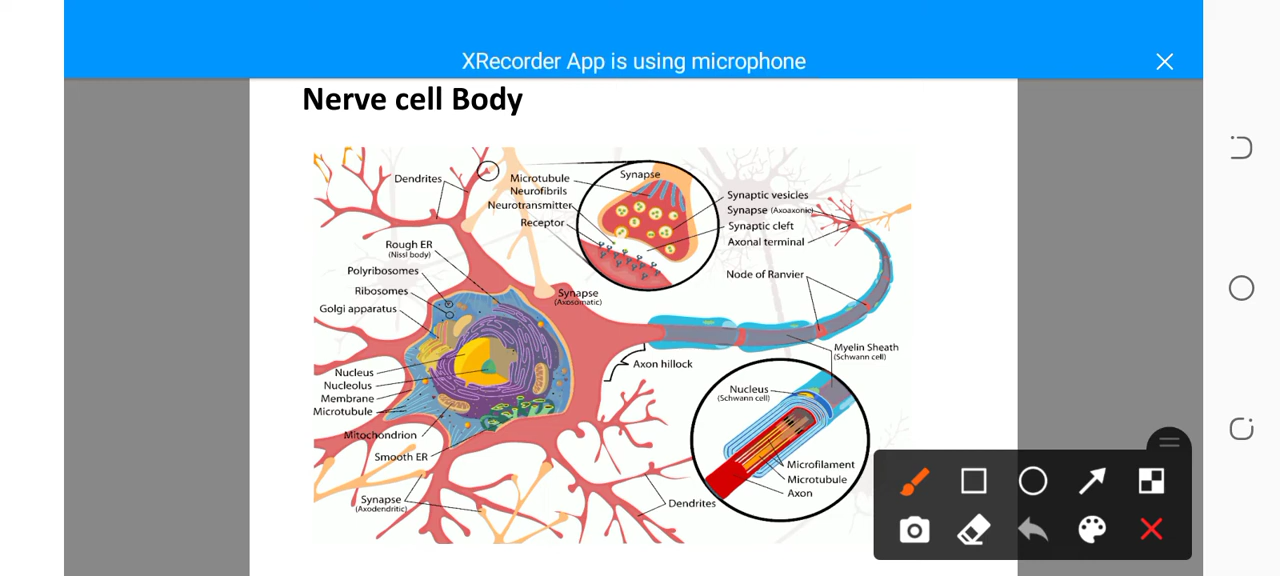 XRecorder App is using microphone
Nerve cell Body
Dendrites
Microtubule
Neurofibrils
Neurotransmitter
Receptor
Synapse
Synaptic vesicles
Synapse (Axoaxonic)
Synaptic cleft
Axonal terminal
Rough ER
(Nissl body)
Polyribosomes
Ribosomes
Golgi apparatus
Synapse
(Axosomatic)
Node of Ranvier
Nucleus
Nucleolus
Membrane
Microtubule
Mitochondrion
Smooth ER
Synapse
(Axodendritic)
Axon hillock
Myelin Sheath
(Schwann cell)
Nucleus
(Schwann cell)
Microfilament
Microtubule
Axon
Dendrites